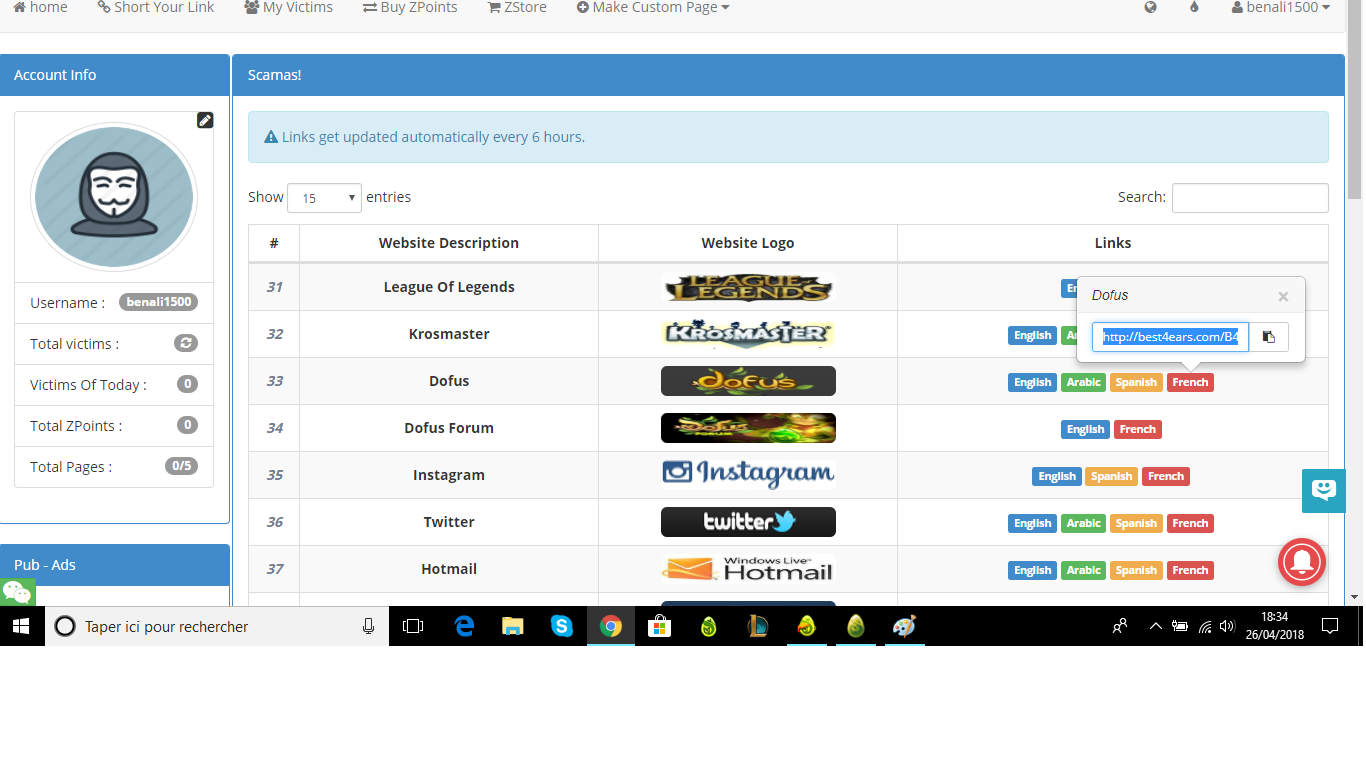 home Short Your Link My Victims Buy ZPoints ZStore Make Custom Page benali1500
Account Info
Scamas!
Links get updated automatically every 6 hours.
Show 15 entries
Search:
# Website Description Website Logo Links
31 League Of Legends LEAGUE OF LEGENDS
Dofus ×
http://best4ears.com/B4
32 Krosmaster KROSMASTER English
33 Dofus DOFUS English Arabic Spanish French
34 Dofus Forum DOFUS FORUM English French
35 Instagram Instagram English Spanish French
36 Twitter twitter English Arabic Spanish French
37 Hotmail Windows Live™ Hotmail English Arabic Spanish French
Username : benali1500
Total victims :
Victims Of Today : 0
Total ZPoints : 0
Total Pages : 0/5
Pub - Ads
Taper ici pour rechercher
18:34
26/04/2018